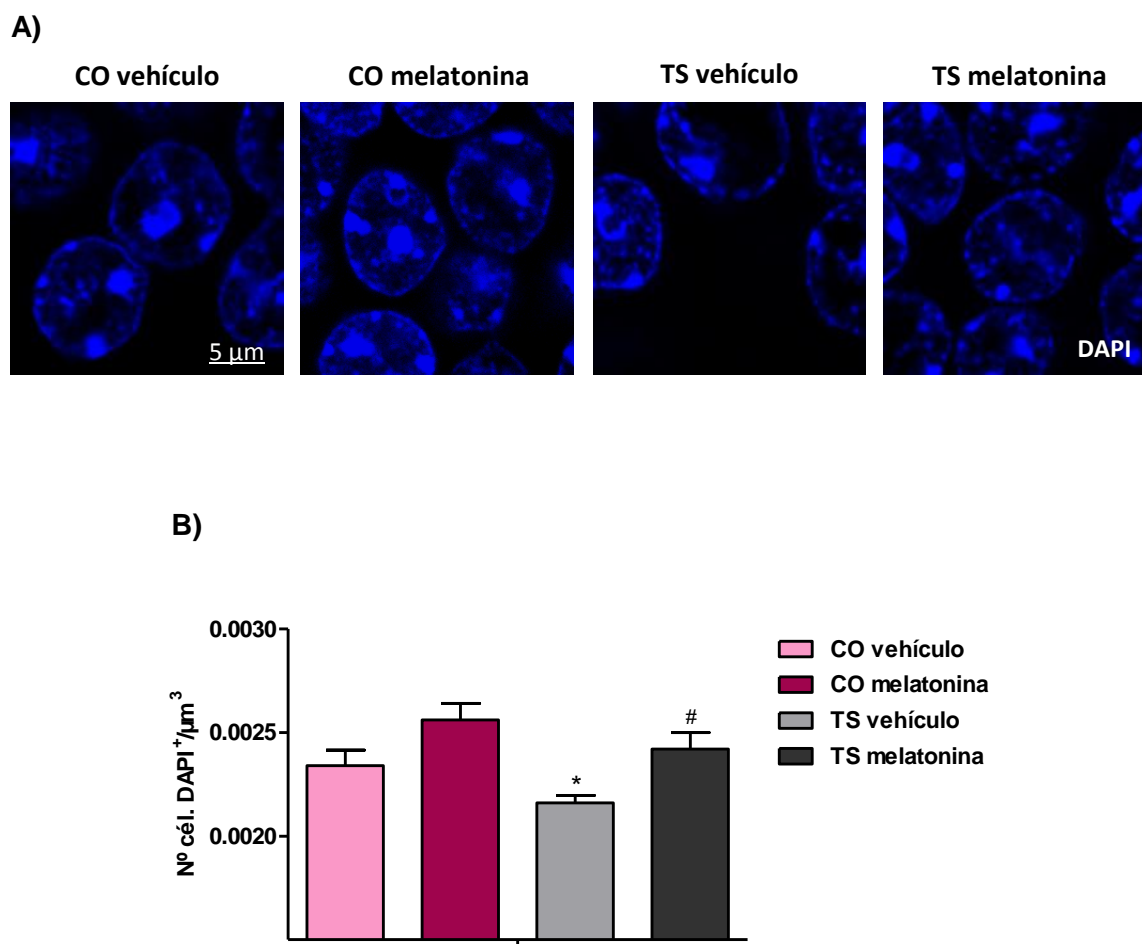 A)
CO vehículo CO melatonina TS vehículo TS melatonina
5 µm
DAPI
B)
Nº cél. DAPI⁺/µm³
0.0030
0.0025
0.0020
*
#
CO vehículo
CO melatonina
TS vehículo
TS melatonina